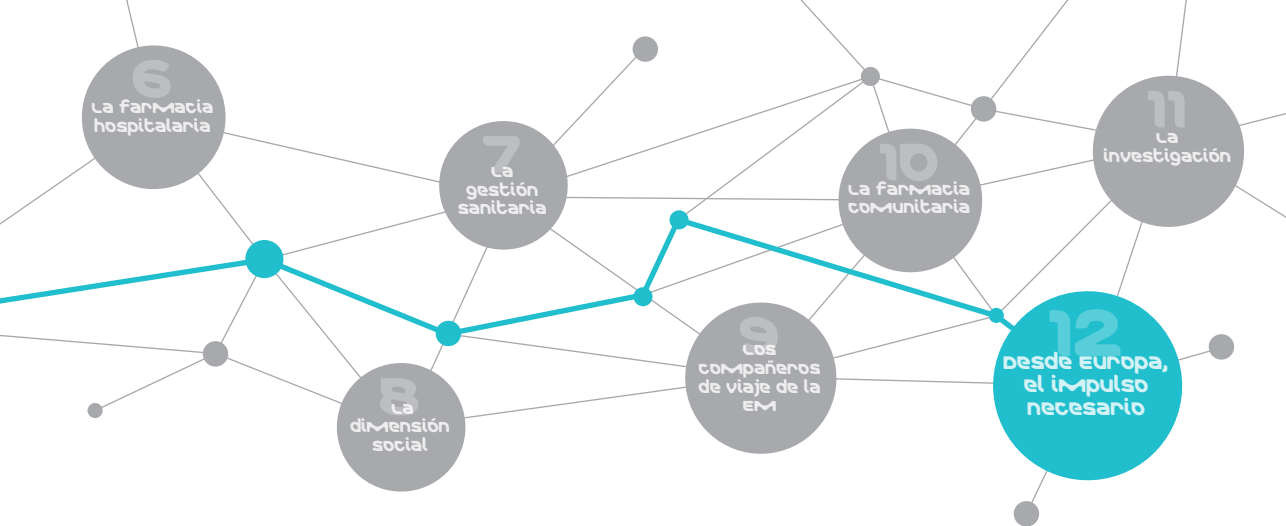 6
La farmacia
hospitalaria
7
La
gestión
sanitaria
8
La
dimensión
social
9
Los
compañeros
de viaje de la
EM
10
La farmacia
comunitaria
11
La
investigación
12
Desde Europa,
el impulso
necesario